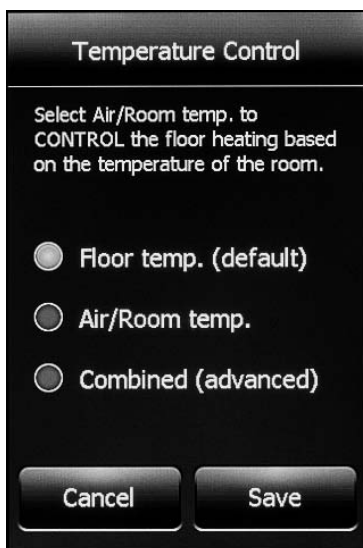 Temperature Control
Select Air/Room temp. to
CONTROL the floor heating based
on the temperature of the room.
Floor temp. (default)
Air/Room temp.
Combined (advanced)
Cancel
Save